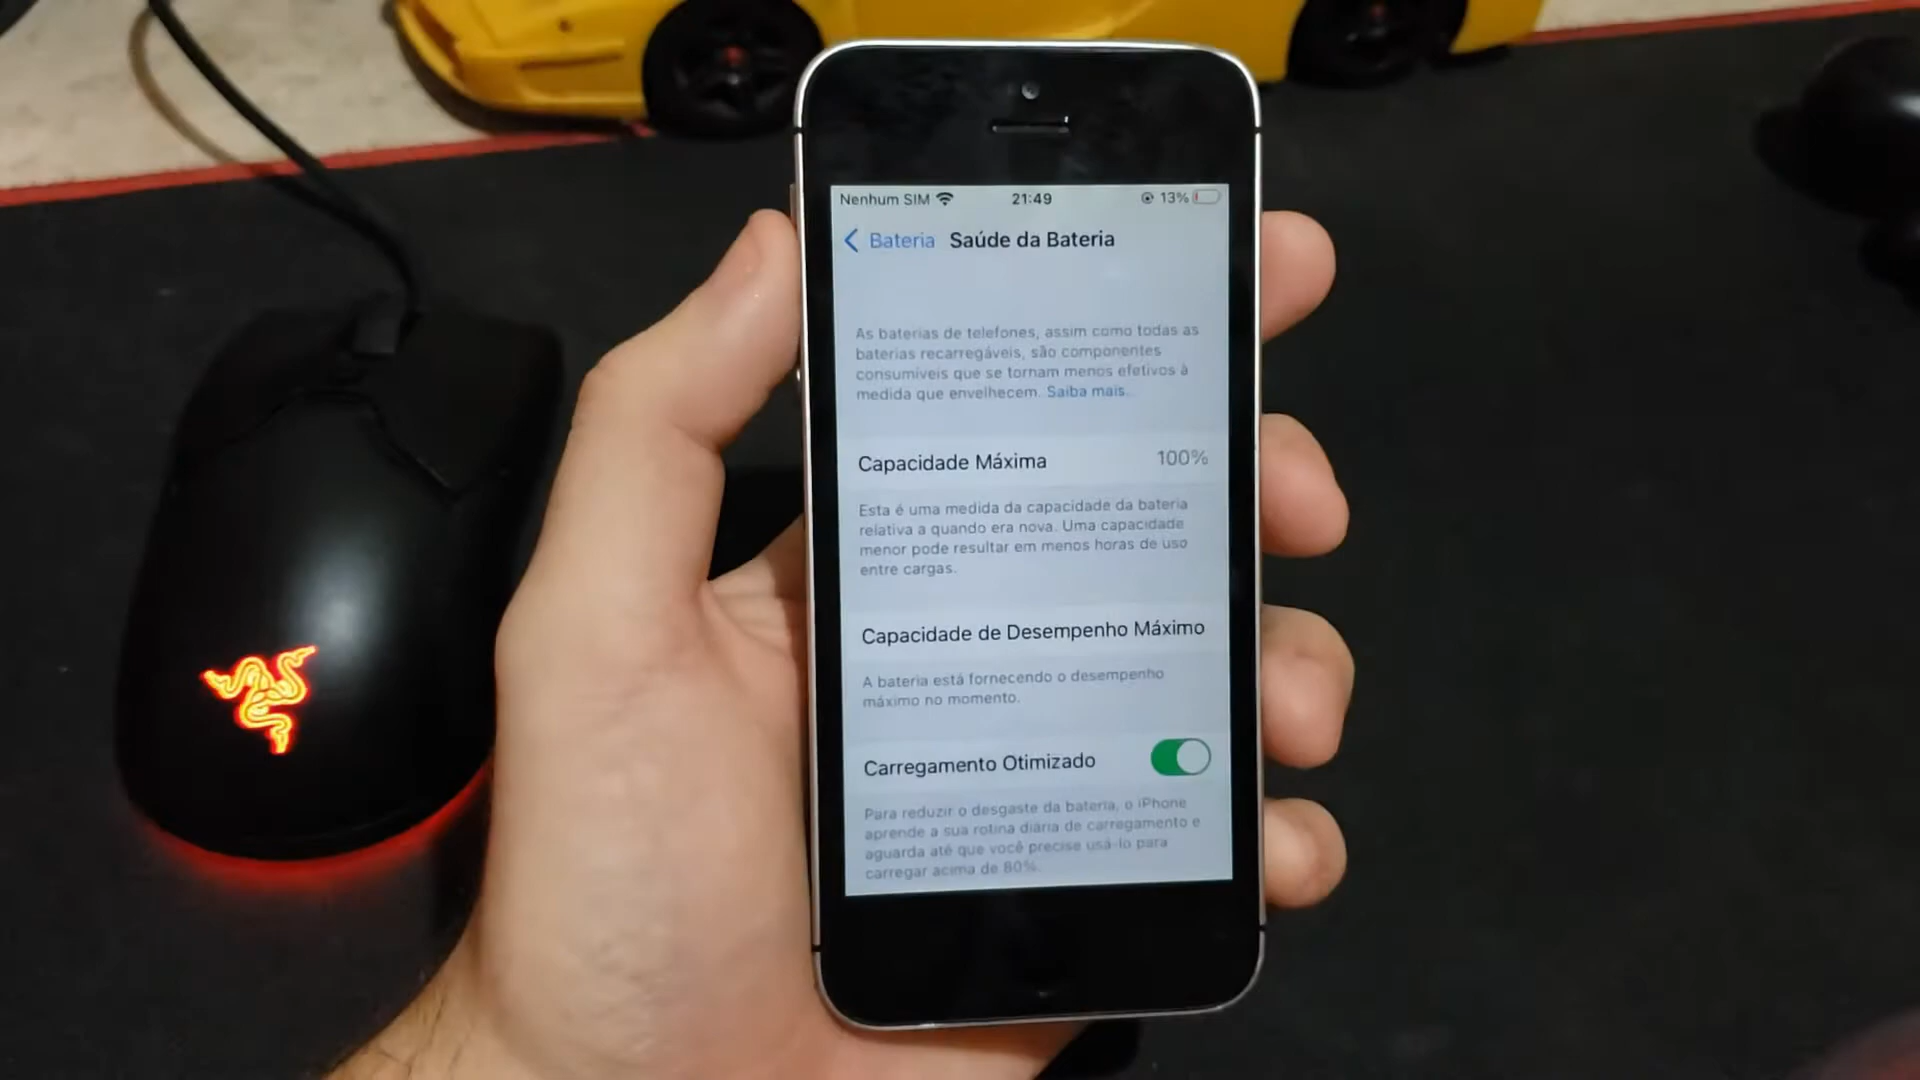 Nenhum SIM 21:49 13%
Bateria Saúde da Bateria
As baterias de telefones, assim como todas as
baterias recarregáveis, são componentes
consumíveis que se tornam menos efetivos à
medida que envelhecem. Saiba mais.
Capacidade Máxima 100%
Esta é uma medida da capacidade da bateria
relativa a quando era nova. Uma capacidade
menor pode resultar em menos horas de uso
entre cargas.
Capacidade de Desempenho Máximo
A bateria está fornecendo o desempenho
máximo no momento.
Carregamento Otimizado
Para reduzir o desgaste da bateria, o iPhone
aprende a sua rotina diária de carregamento e
aguarda até que você precise usá-lo para
carregar acima de 80%.